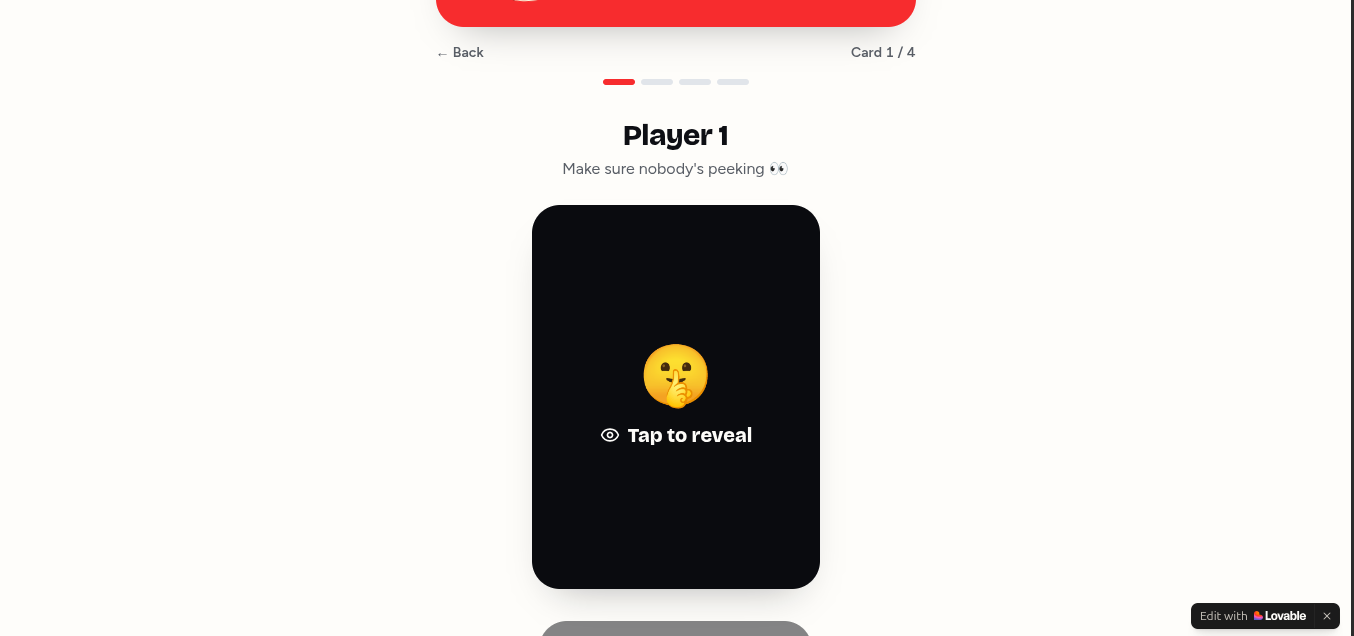 ← Back
Card 1 / 4
Player 1
Make sure nobody's peeking 👀
Tap to reveal
Edit with Lovable ×